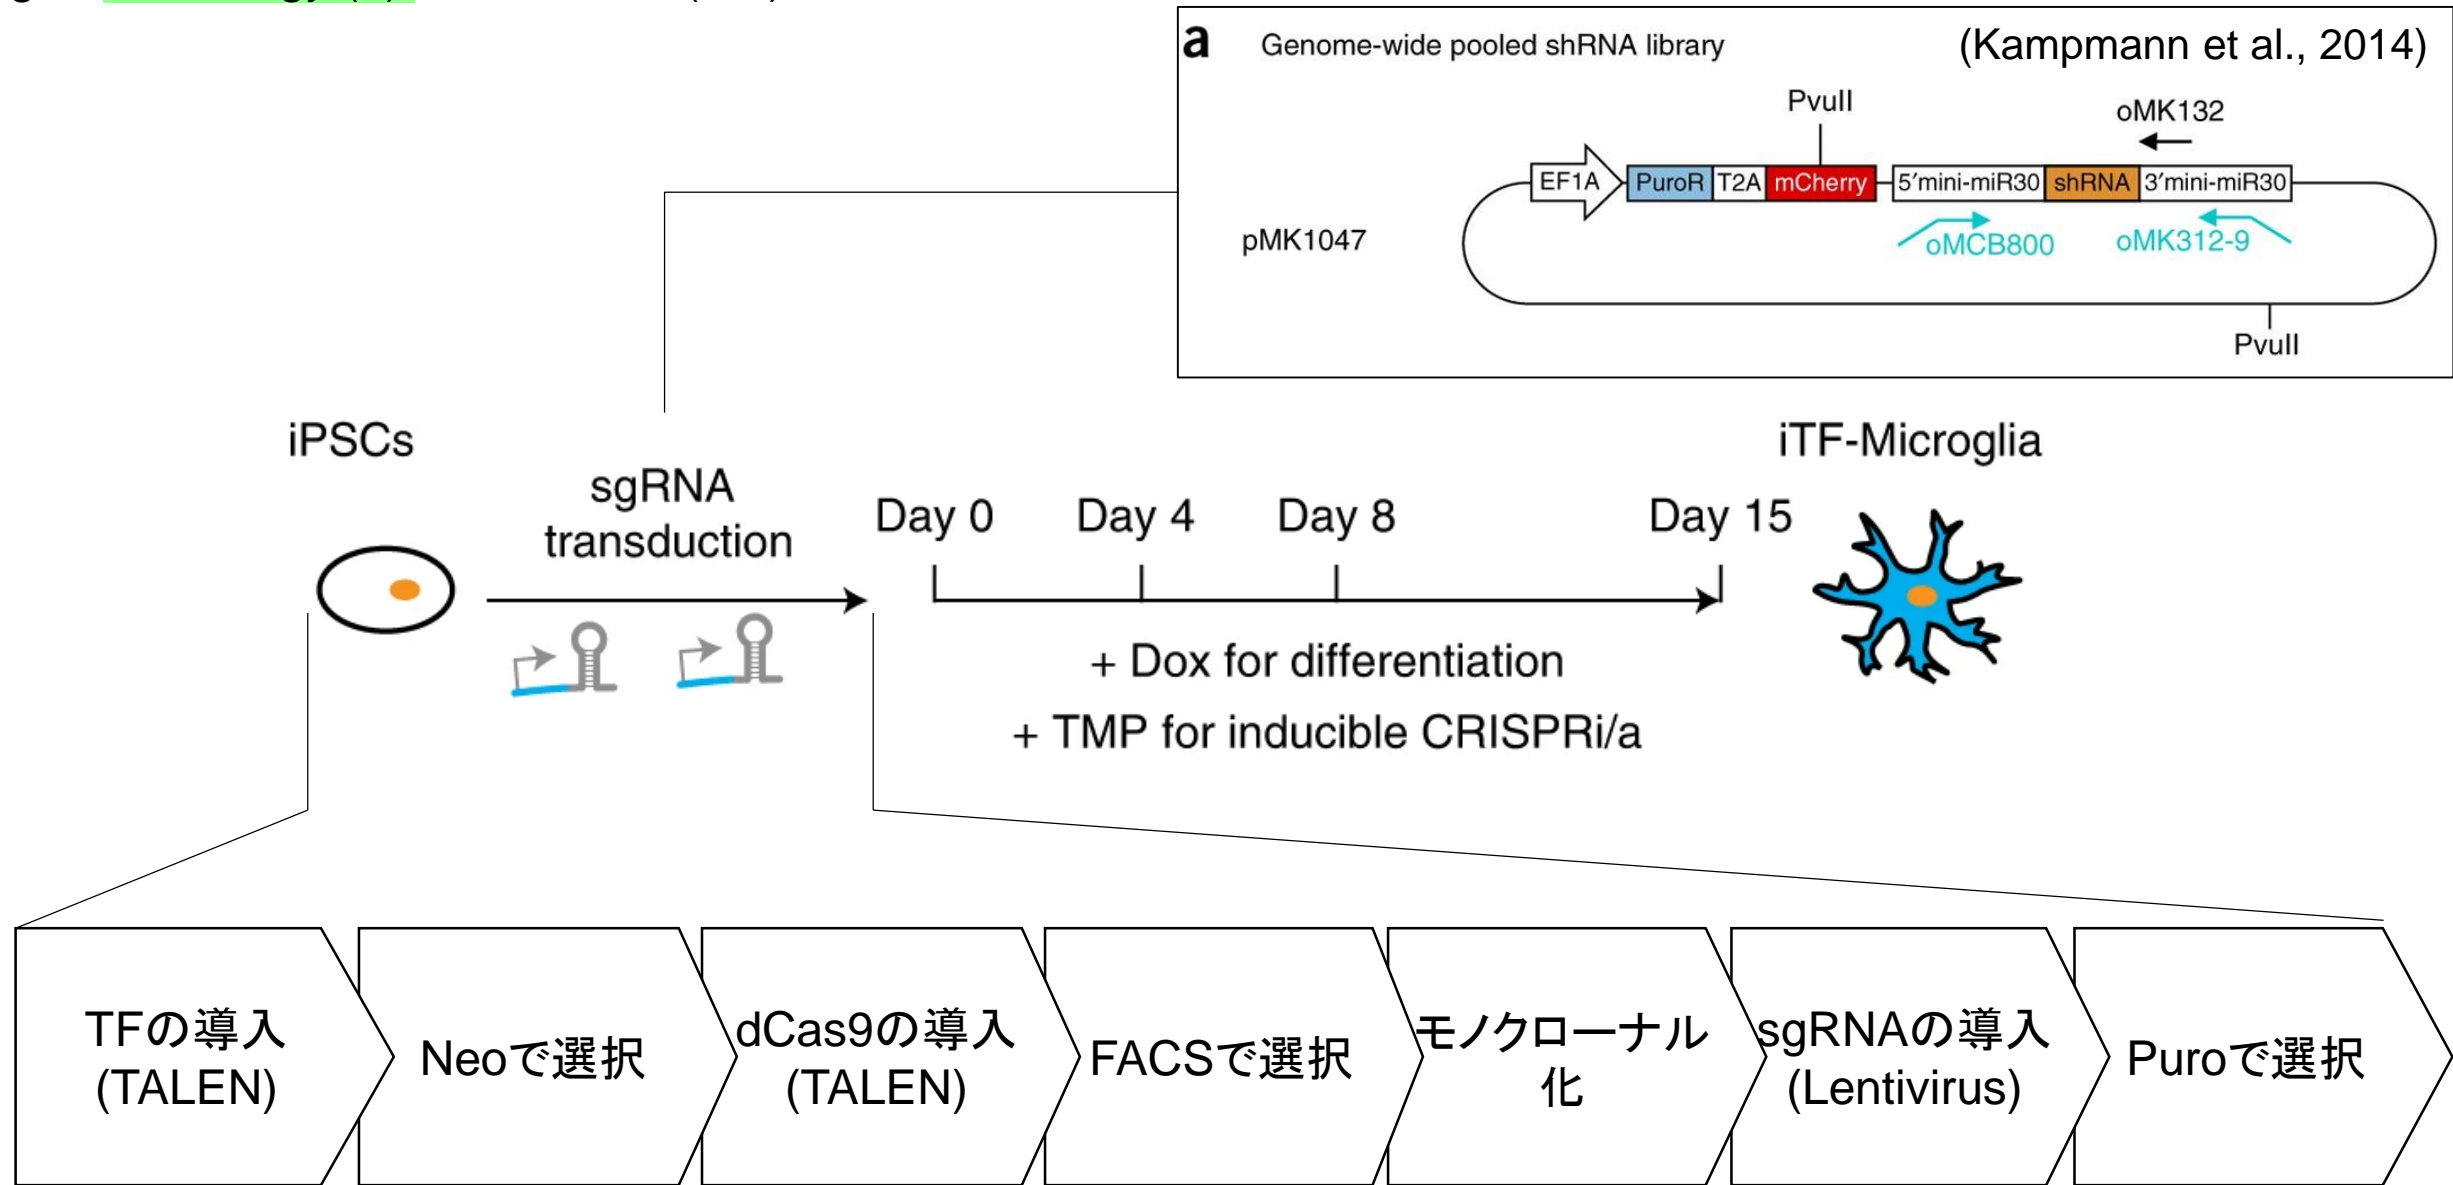 a Genome-wide pooled shRNA library (Kampmann et al., 2014)
PvuII
oMK132
EF1A PuroR T2A mCherry 5′mini-miR30 shRNA 3′mini-miR30
pMK1047
oMCB800 oMK312-9
PvuII
iPSCs
iTF-Microglia
sgRNA
transduction
Day 0 Day 4 Day 8 Day 15
+ Dox for differentiation
+ TMP for inducible CRISPRi/a
TFの導入
(TALEN)
Neoで選択
dCas9の導入
(TALEN)
FACSで選択
モノクローナル
化
sgRNAの導入
(Lentivirus)
Puroで選択